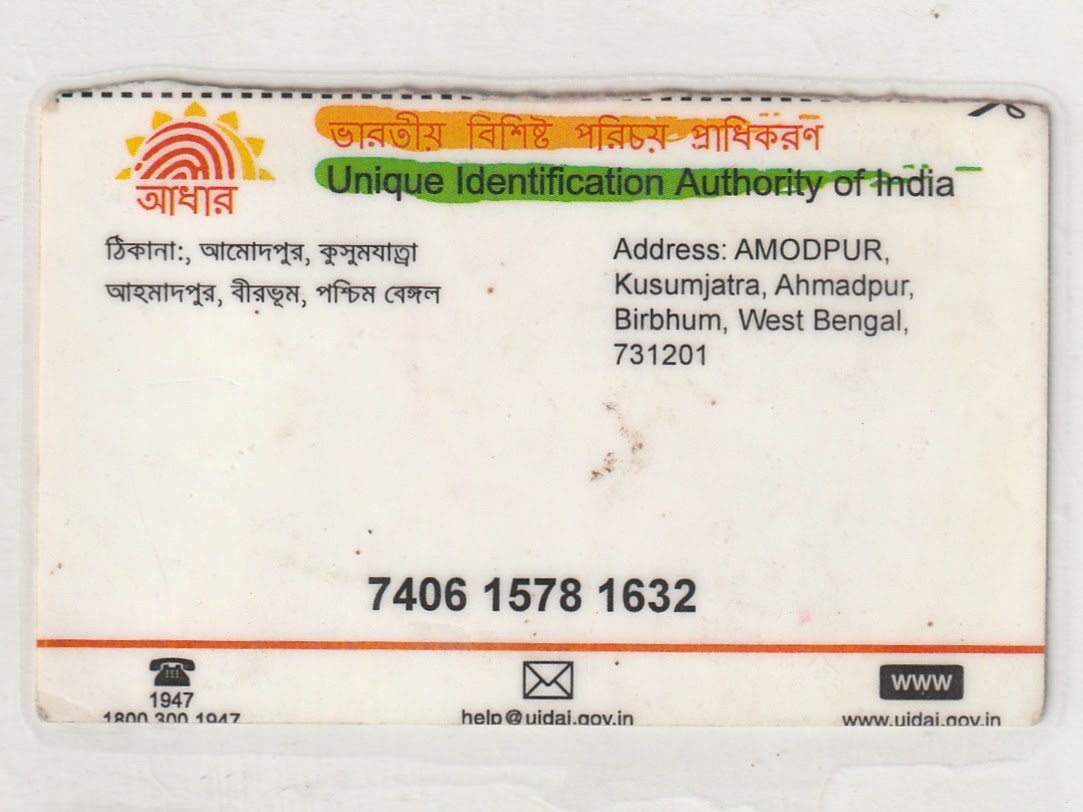 ভারতীয় বিশিষ্ট পরিচয় প্রাধিকরণ
Unique Identification Authority of India
আধার
ঠিকানা:, আমোদপুর, কুসুমযাত্রা
আহমাদপুর, বীরভূম, পশ্চিম বেঙ্গল
Address: AMODPUR,
Kusumjatra, Ahmadpur,
Birbhum, West Bengal,
731201
7406 1578 1632
1947
1800 300 1947
help@uidai.gov.in
www
www.uidai.gov.in